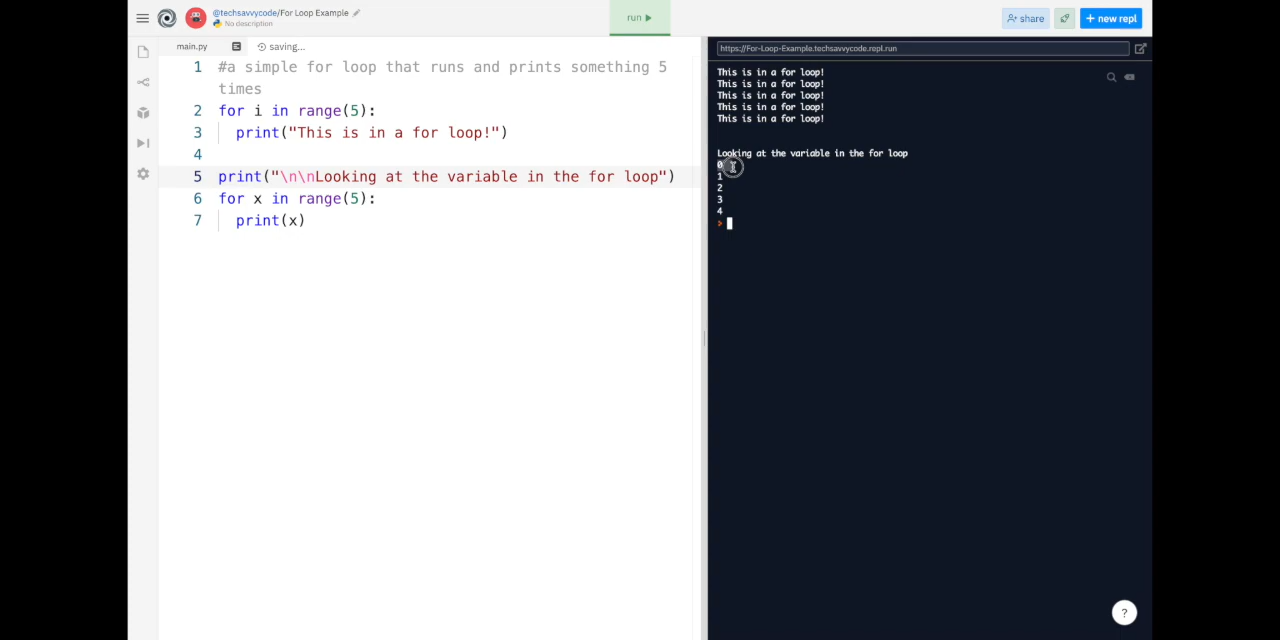 @techsavvycode/For Loop Example
No description
run
share
+ new repl
main.py
saving...
https://For-Loop-Example.techsavvycode.repl.run
1 #a simple for loop that runs and prints something 5
times
2 for i in range(5):
3 print("This is in a for loop!")
4
5 print("\n\nLooking at the variable in the for loop")
6 for x in range(5):
7 print(x)
This is in a for loop!
This is in a for loop!
This is in a for loop!
This is in a for loop!
This is in a for loop!
Looking at the variable in the for loop
0
1
2
3
4
>
?